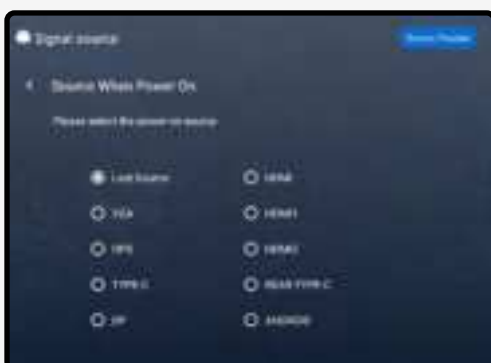 Signal source
Source When Power On
Please select the power-on source
Last Source
HDMI
VGA
HDMI1
OPS
HDMI2
TYPE-C
REAR TYPE-C
DP
ANDROID